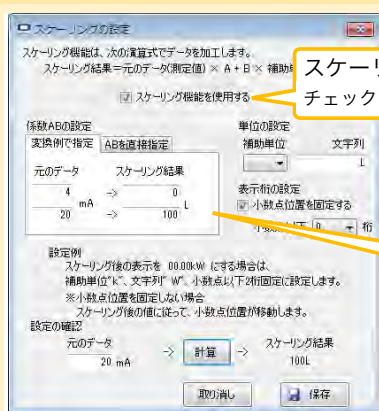 スケーリングの設定
スケーリング機能は、次の演算式でデータを加工します。
スケーリング結果=元のデータ(測定値) × A + B × 補助
スケーリ
チェック
スケーリング機能を使用する
係数ABの設定
変換例で指定 ABを直接指定
元のデータ スケーリング結果
4 -> 0
mA L
20 -> 100
単位の設定
補助単位 文字列
L
表示桁の設定
小数点位置を固定する
0 桁
設定例
スケーリング後の表示を 00.00kW にする場合は、
補助単位"k"、文字列" W"、小数点以下2桁固定に設定します。
※小数点位置を固定しない場合
スケーリング後の値に従って、小数点位置が移動します。
設定の確認
元のデータ スケーリング結果
20 mA -> 計算 -> 100L
取り消し 保存